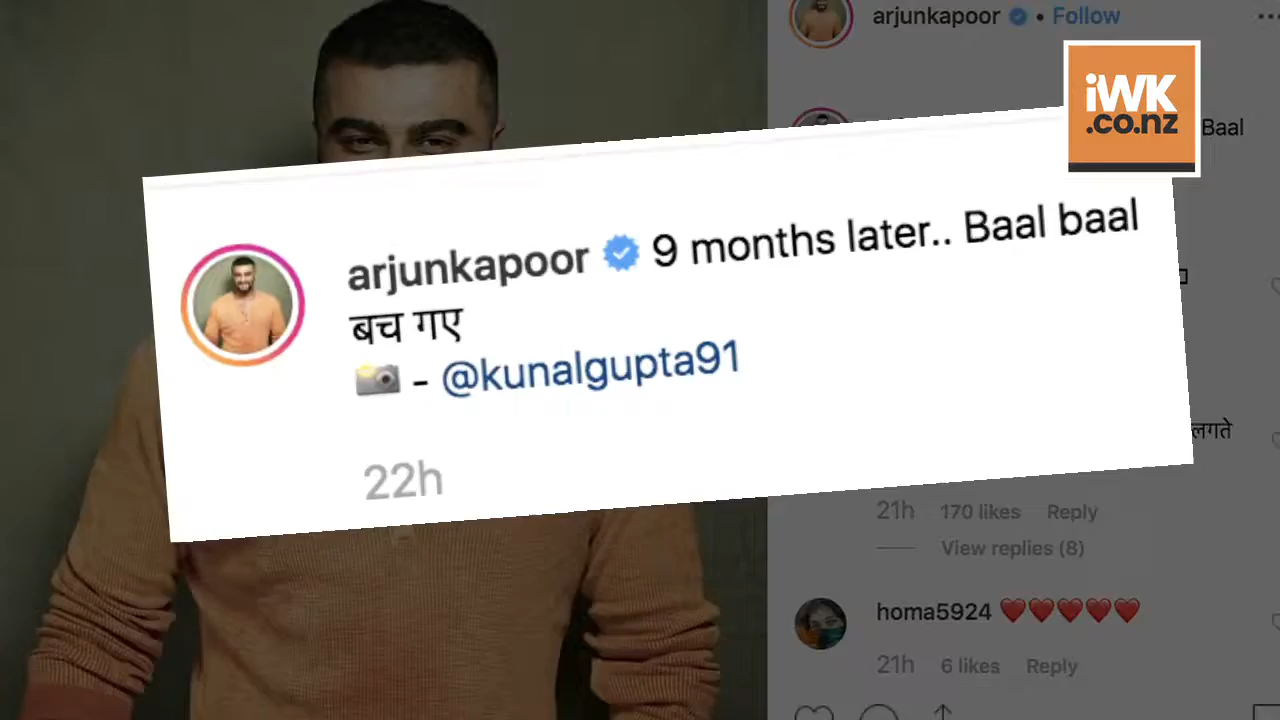 arjunkapoor • Follow
iWK
.co.nz
Baal
arjunkapoor 9 months later.. Baal baal
बच गए
- @kunalgupta91
22h
लगते
21h 170 likes Reply
View replies (8)
homa5924 ❤️❤️❤️❤️❤️
21h 6 likes Reply